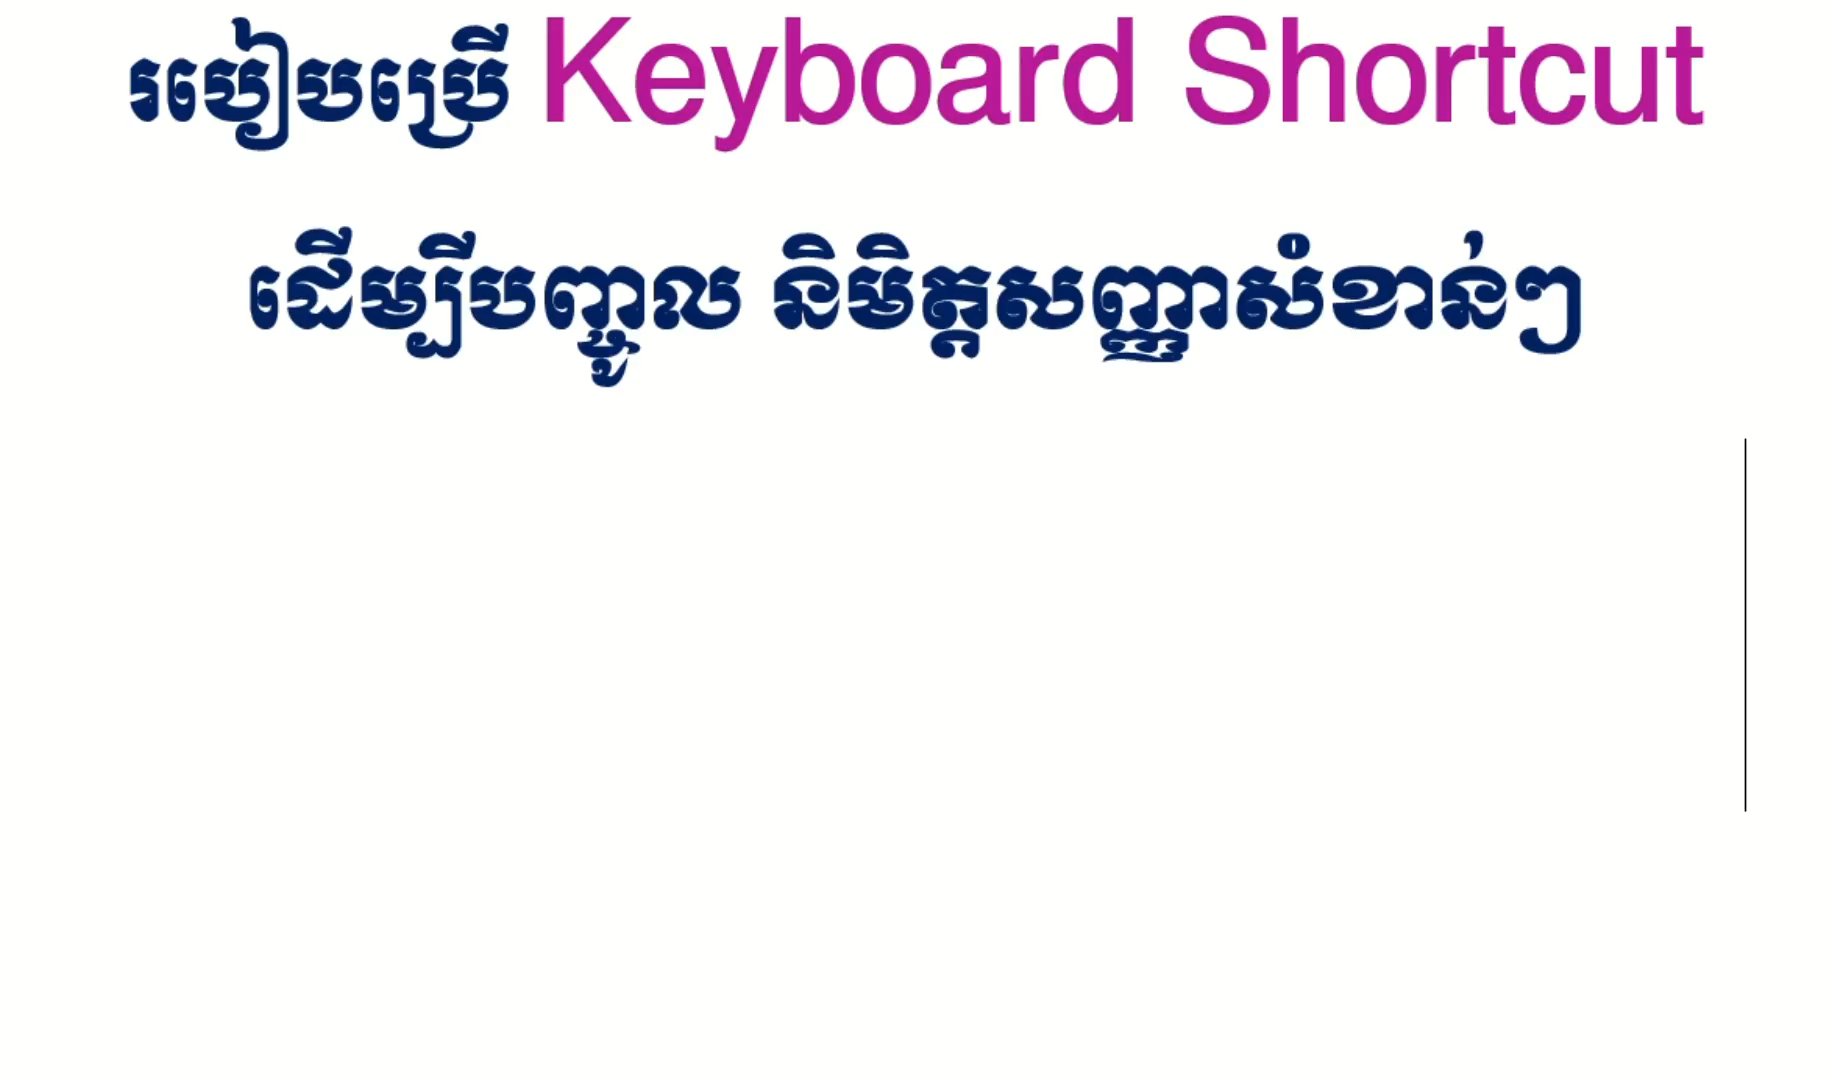 របៀបប្រើ Keyboard Shortcut
ដើម្បីបញ្ចូល និមិត្តសញ្ញាសំខាន់ៗ